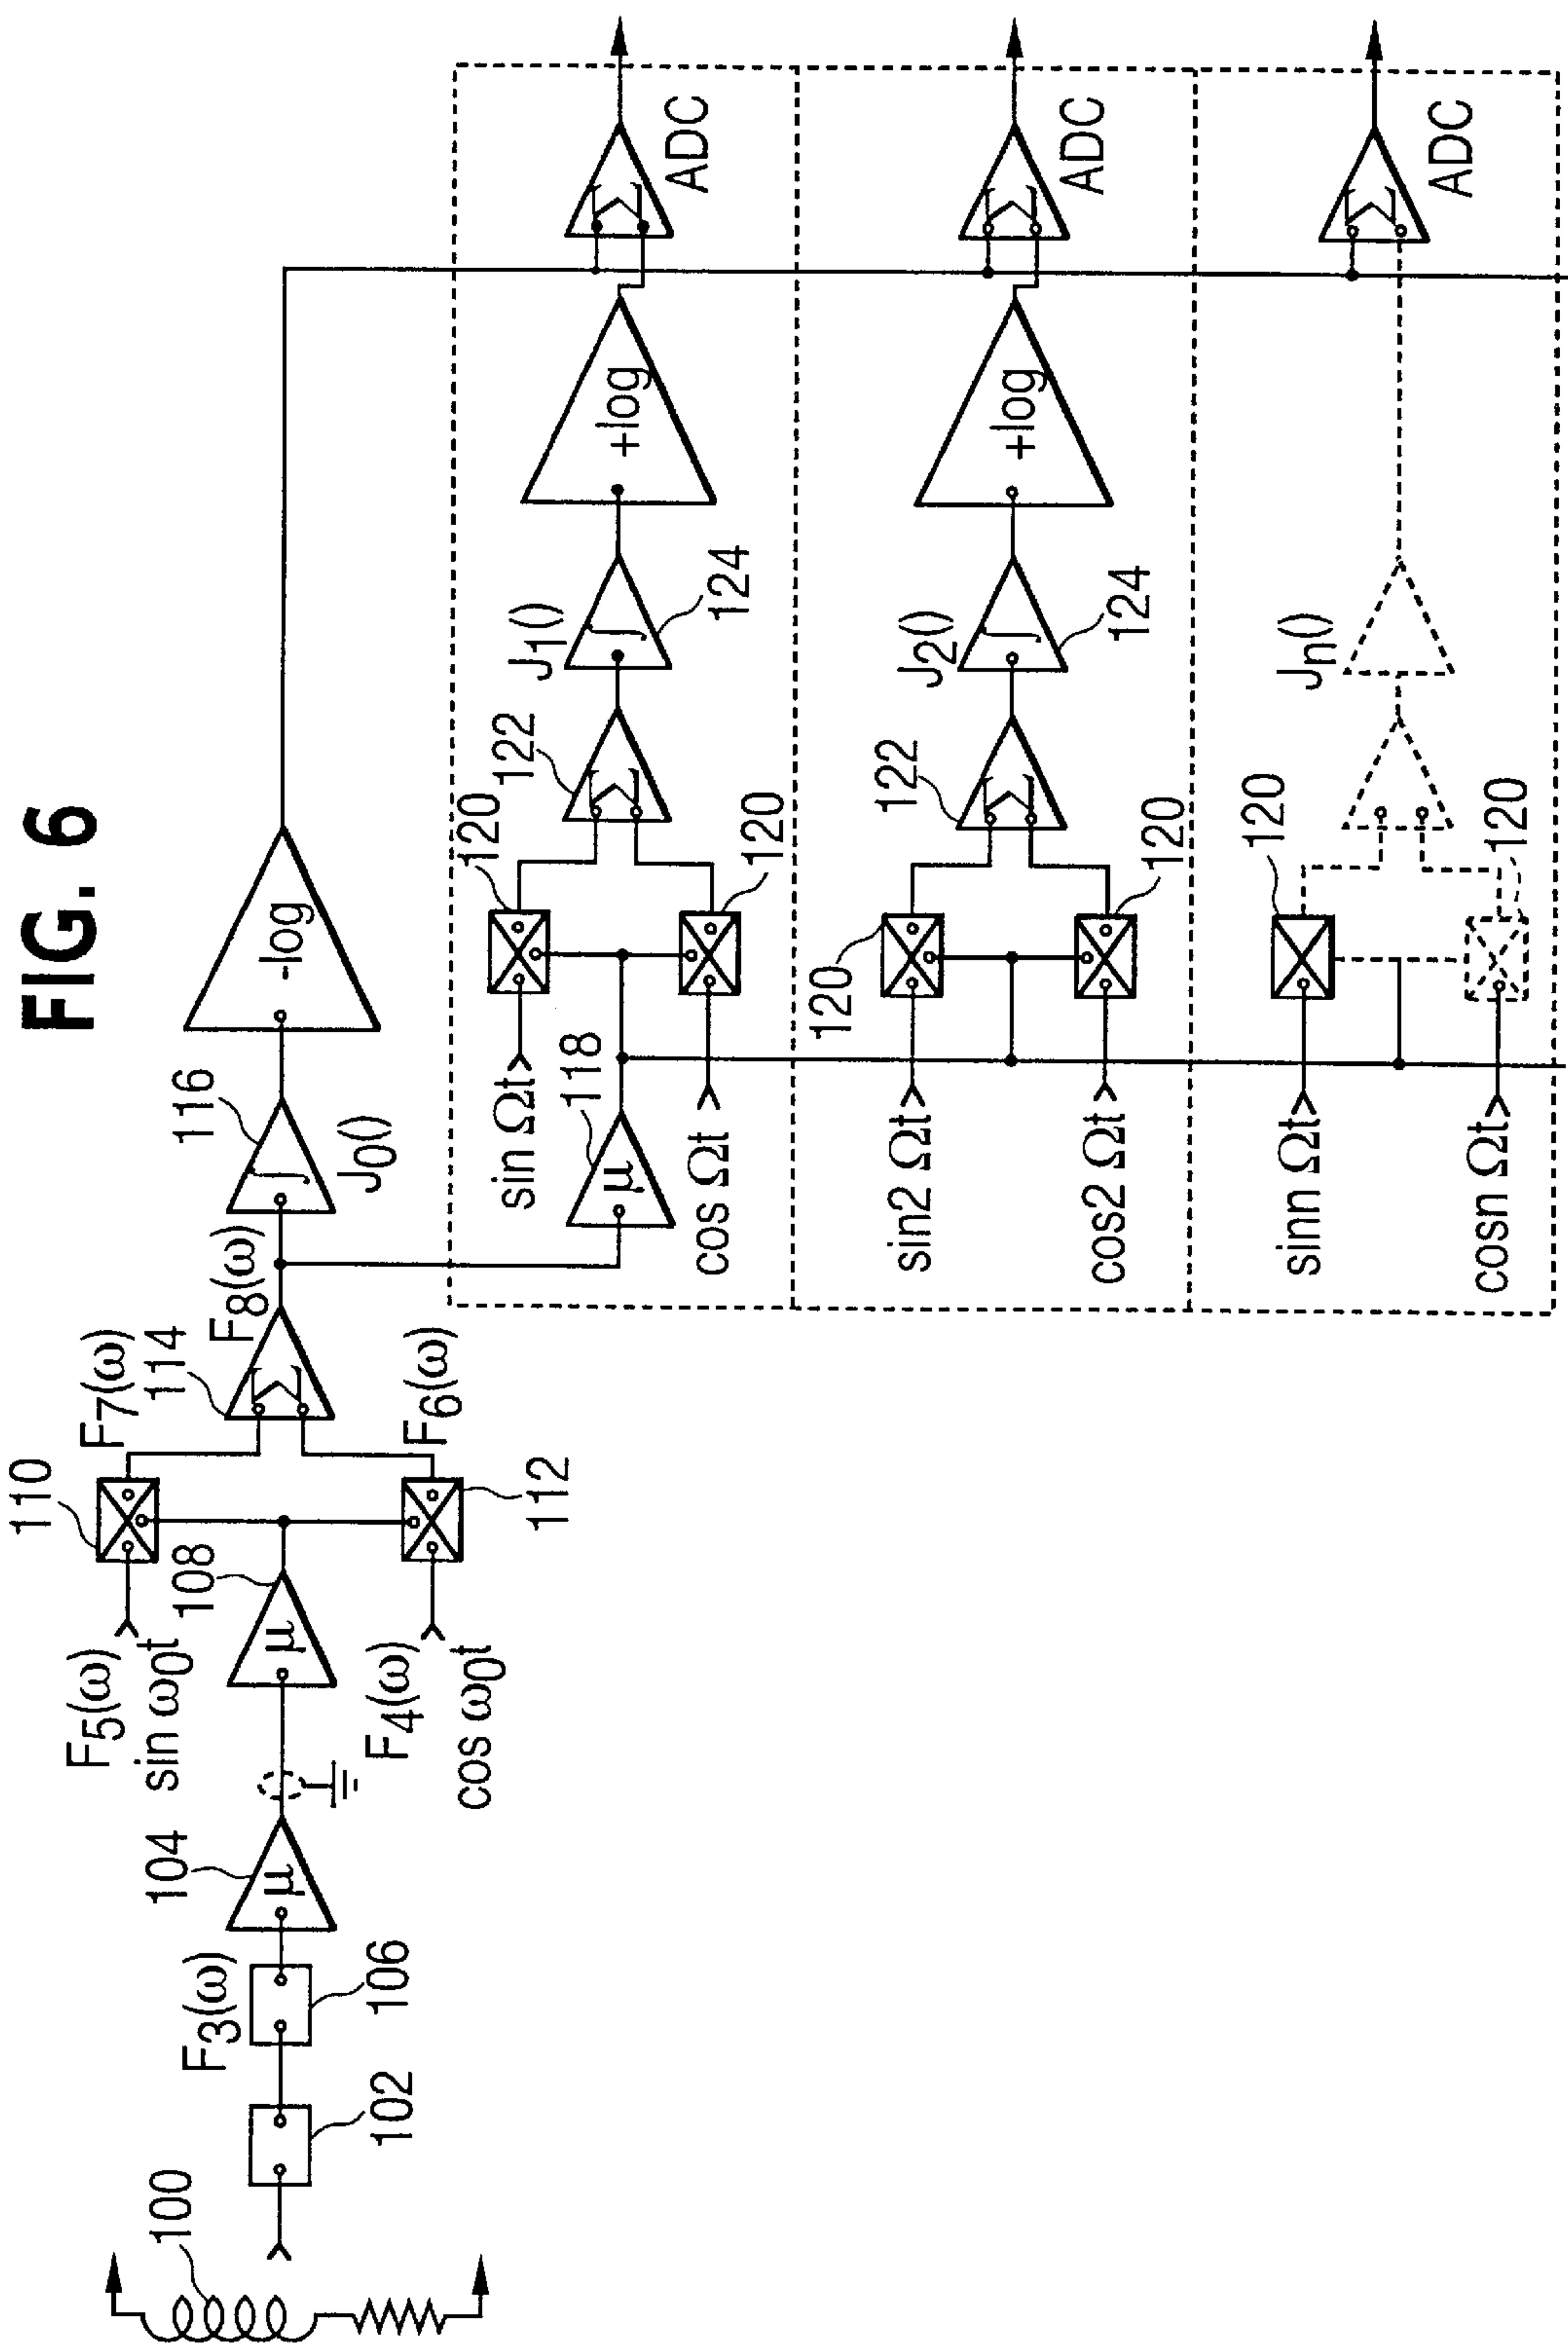 FIG. 6
100
102
F3(ω)
106
104
μ
F5(ω)
sin ω0t
110
108
μ
F4(ω)
cos ω0t
112
F7(ω)
114
Σ
F6(ω)
F8(ω)
116
∫
J0()
-log
118
μ
sin Ωt
cos Ωt
120
120
122
Σ
J1()
∫
124
+log
Σ
ADC
sin2 Ωt
cos2 Ωt
120
120
122
Σ
J2()
∫
124
+log
Σ
ADC
sinn Ωt
cosn Ωt
120
120
Jn()
Σ
ADC